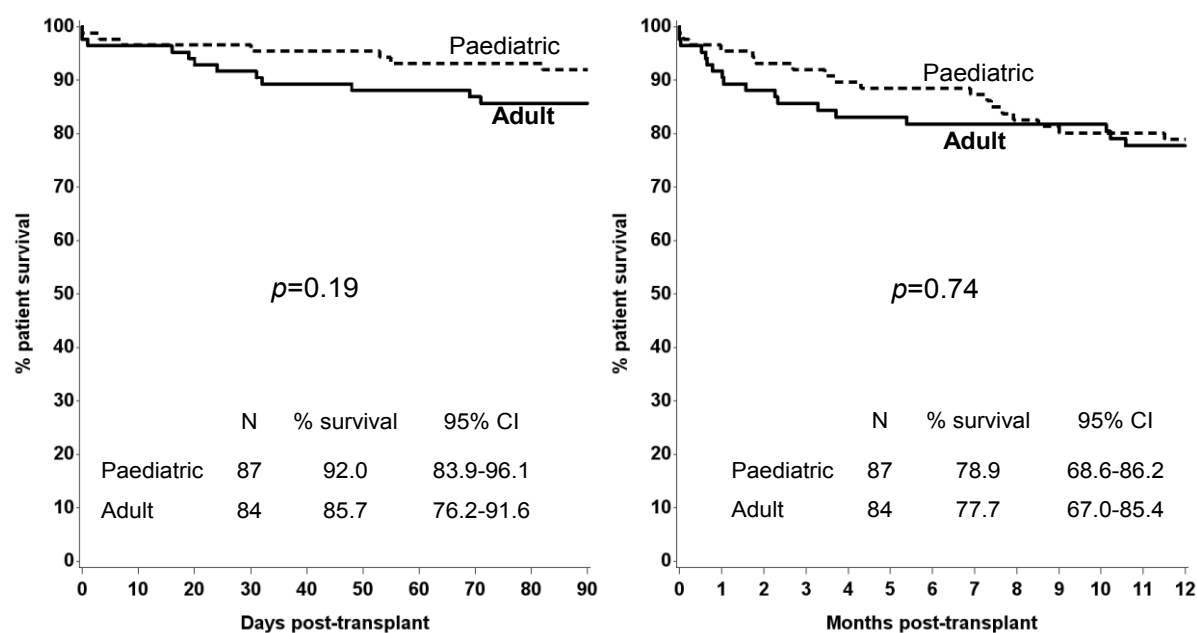 100
90
80
70
60
50
40
30
20
10
0
% patient survival
Paediatric
Adult
p=0.19
N % survival 95% CI
Paediatric 87 92.0 83.9-96.1
Adult 84 85.7 76.2-91.6
0 10 20 30 40 50 60 70 80 90
Days post-transplant
100
90
80
70
60
50
40
30
20
10
0
% patient survival
Paediatric
Adult
p=0.74
N % survival 95% CI
Paediatric 87 78.9 68.6-86.2
Adult 84 77.7 67.0-85.4
0 1 2 3 4 5 6 7 8 9 10 11 12
Months post-transplant